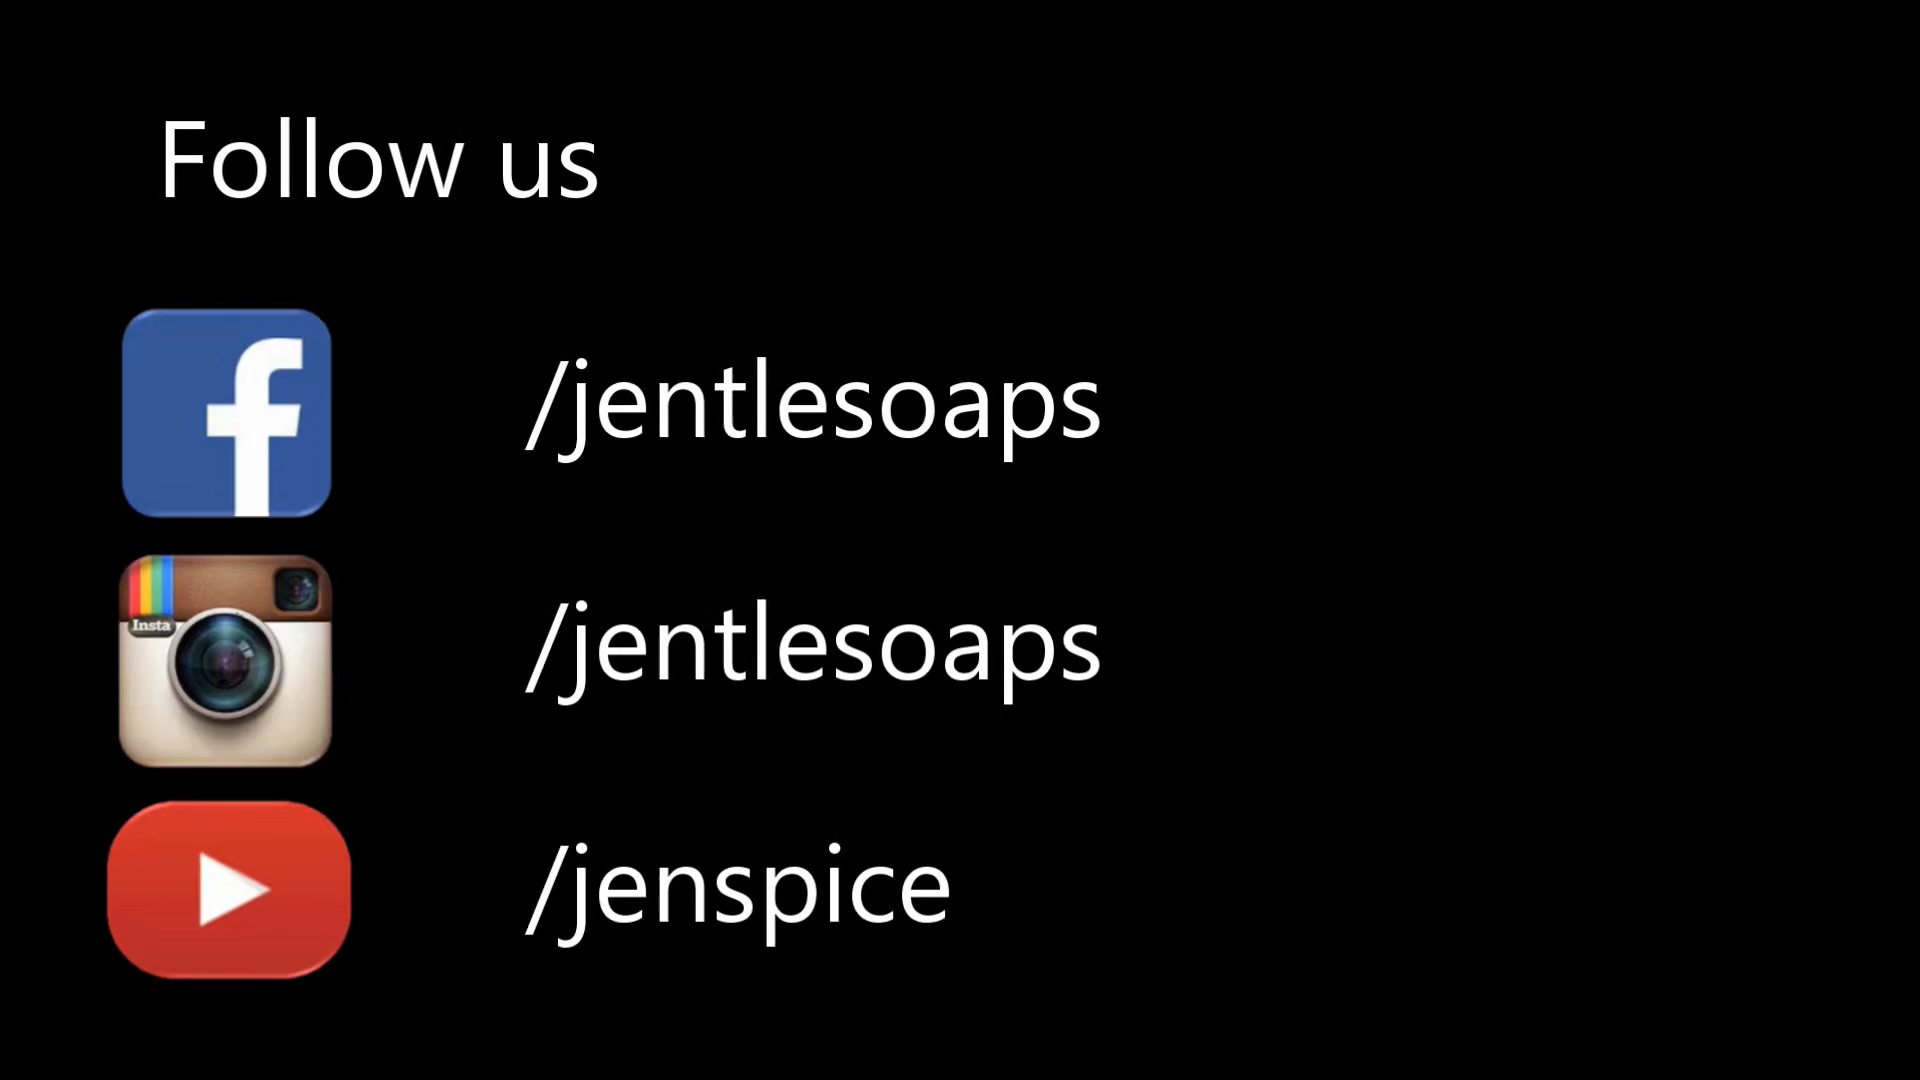 Follow us
/jentlesoaps
Insta
/jentlesoaps
/jenspice